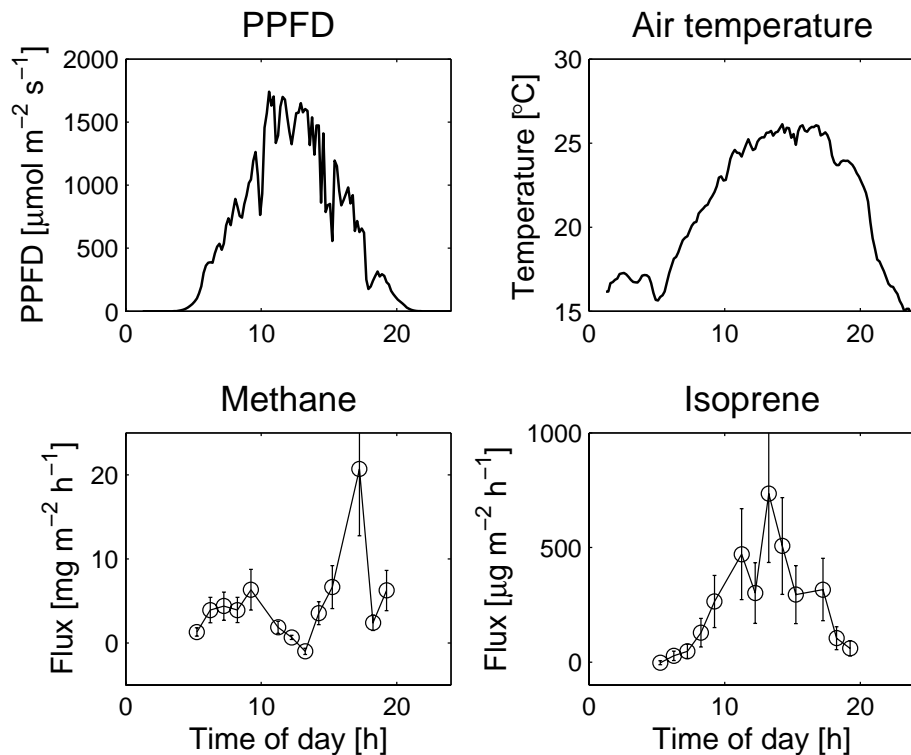 PPFD
PPFD [μmol m−2 s−1]
2000
1500
1000
500
0
0 10 20
Air temperature
Temperature [oC]
30
25
20
15
0 10 20
Methane
Flux [mg m−2 h−1]
20
10
0
0 10 20
Time of day [h]
Isoprene
Flux [μg m−2 h−1]
1000
500
0
0 10 20
Time of day [h]